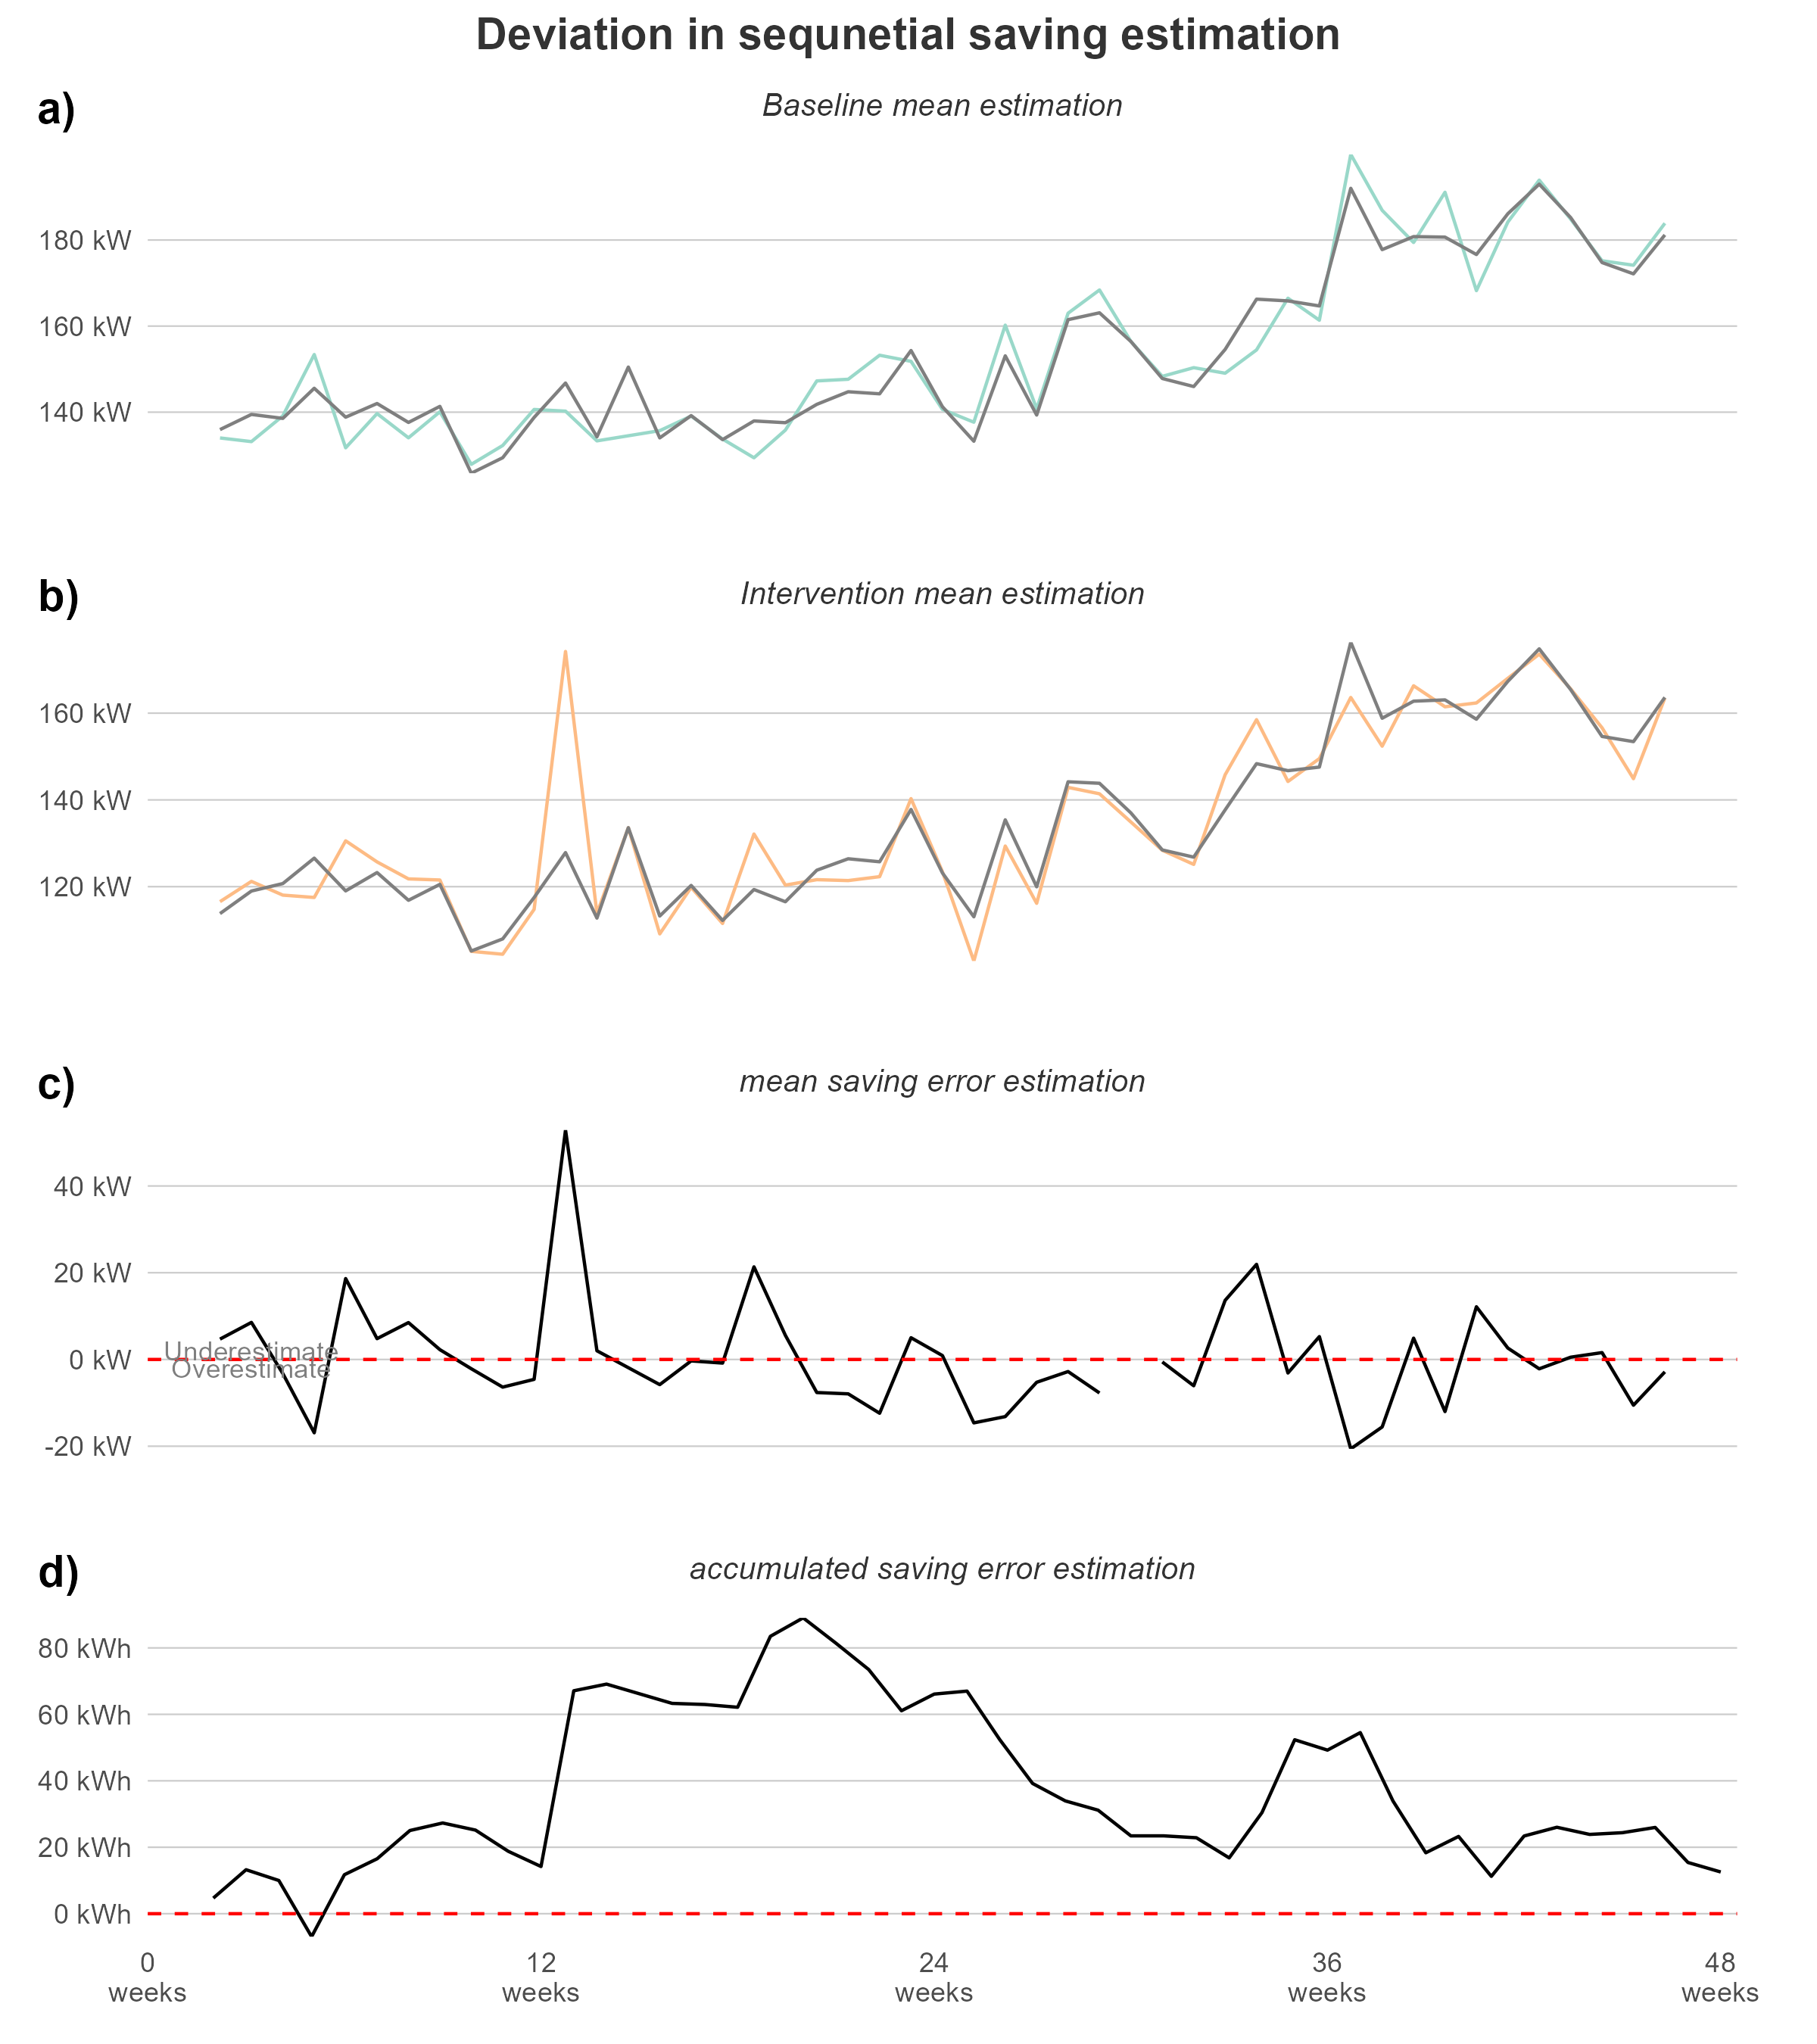 Deviation in sequnetial saving estimation
a)
Baseline mean estimation
180 kW
160 kW
140 kW
b)
Intervention mean estimation
160 kW
140 kW
120 kW
c)
mean saving error estimation
40 kW
20 kW
0 kW
-20 kW
Underestimate
Overestimate
d)
accumulated saving error estimation
80 kWh
60 kWh
40 kWh
20 kWh
0 kWh
0
weeks
12
weeks
24
weeks
36
weeks
48
weeks